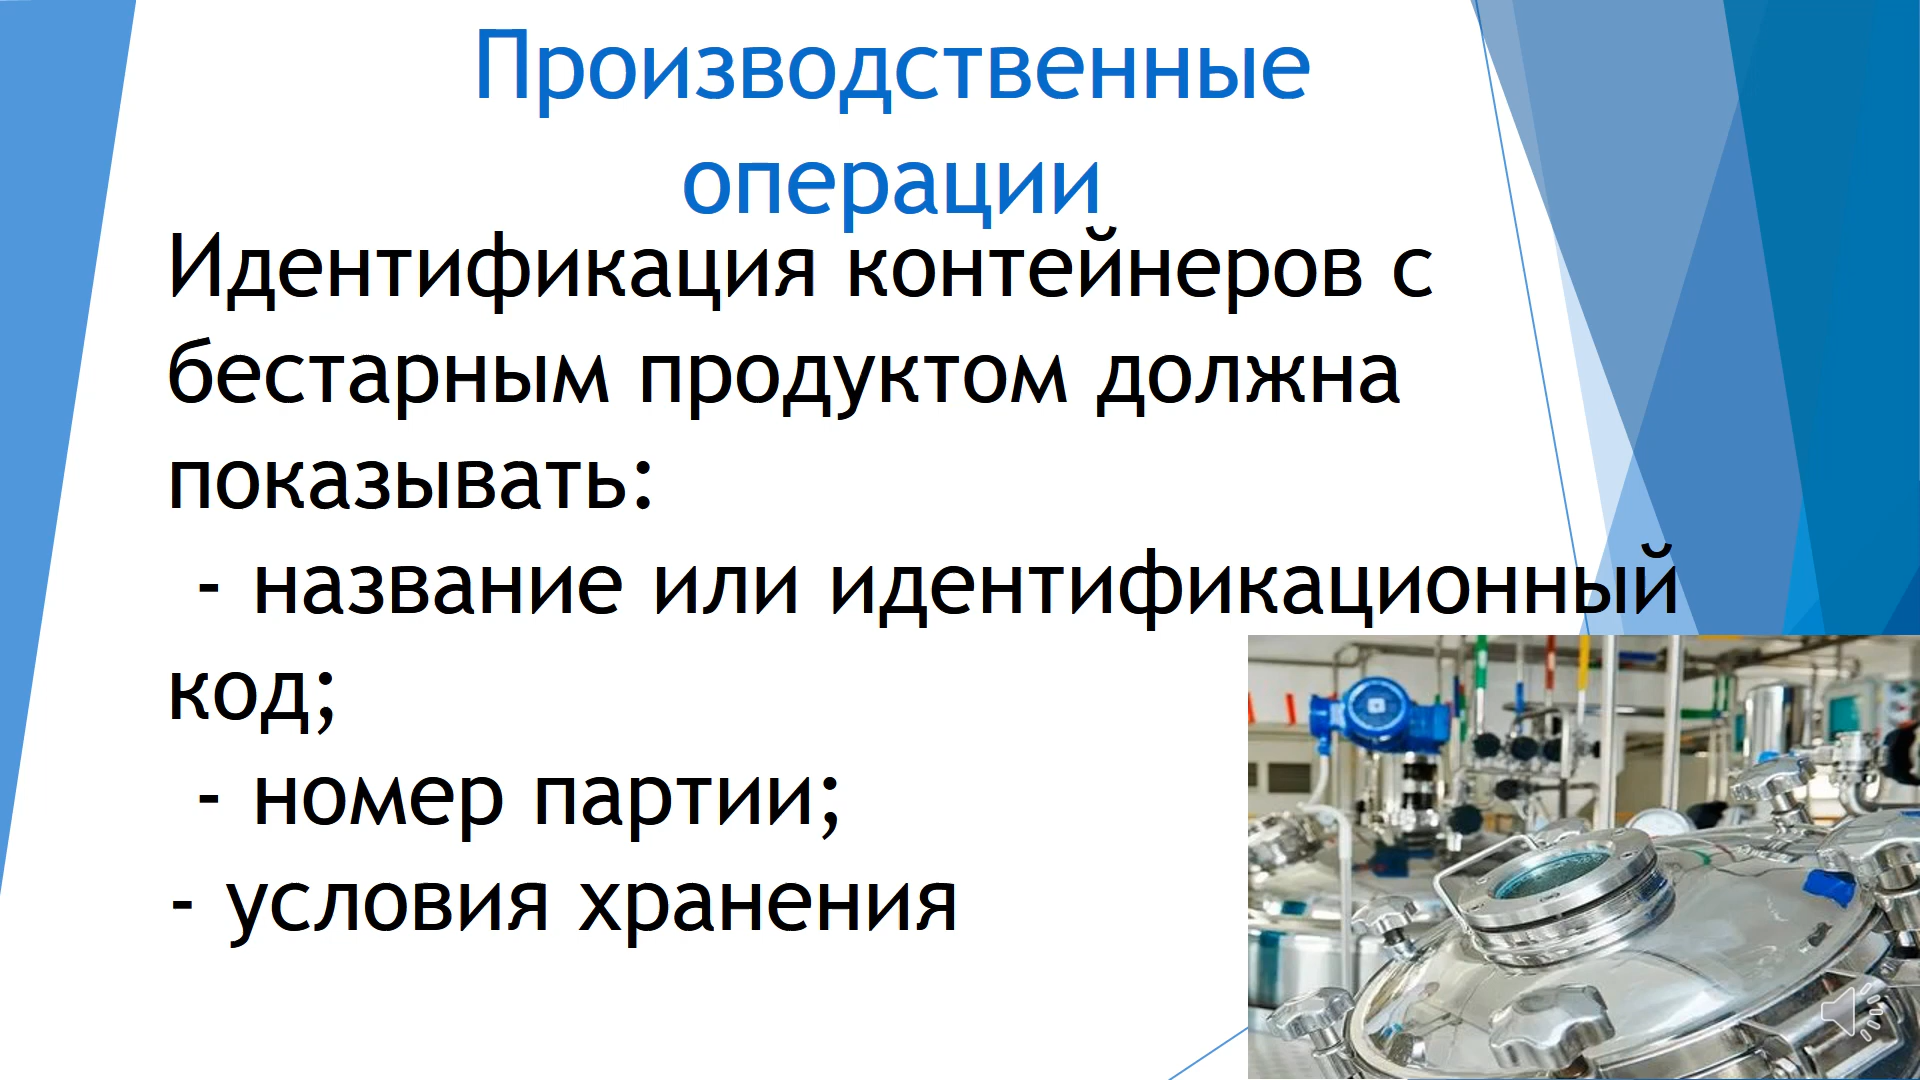 Производственные
операции
Идентификация контейнеров с
бестарным продуктом должна
показывать:
- название или идентификационный
код;
- номер партии;
- условия хранения